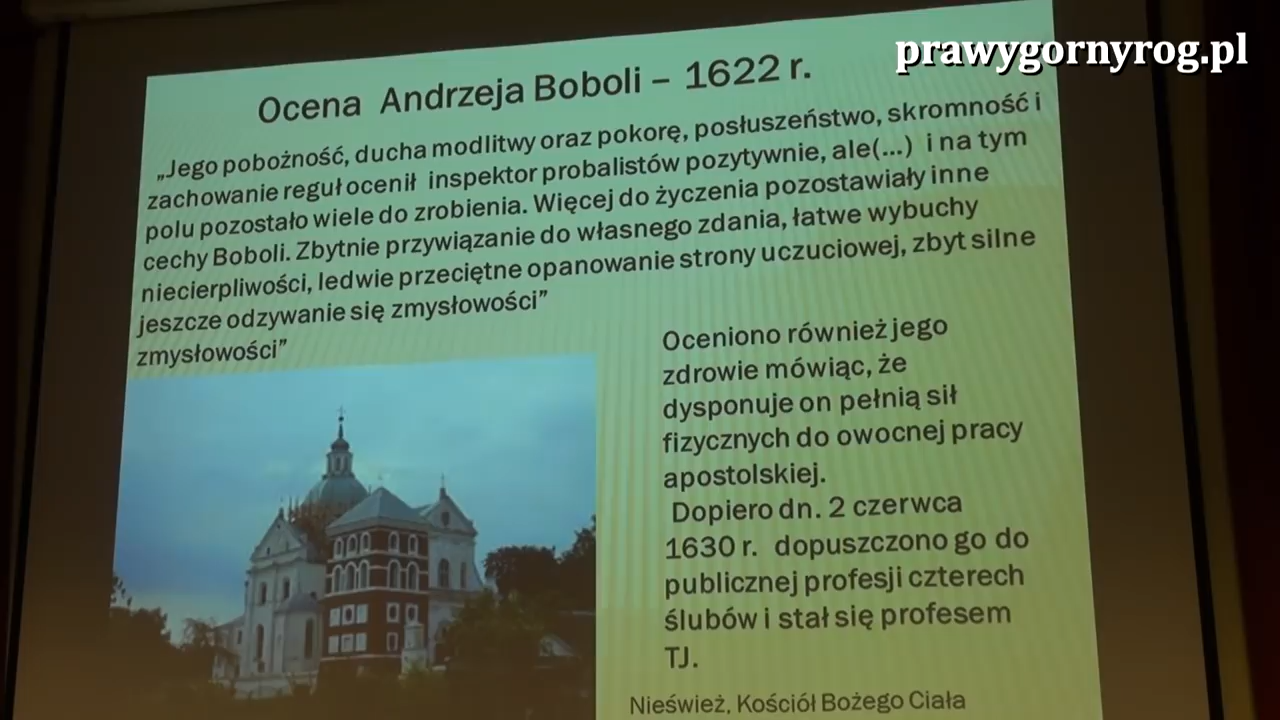 prawygornyrog.pl
Ocena Andrzeja Boboli – 1622 r.
„Jego pobożność, ducha modlitwy oraz pokorę, posłuszeństwo, skromność i
zachowanie reguł ocenił inspektor probalistów pozytywnie, ale(...) i na tym
polu pozostało wiele do zrobienia. Więcej do życzenia pozostawiały inne
cechy Boboli. Zbytnie przywiązanie do własnego zdania, łatwe wybuchy
niecierpliwości, ledwie przeciętne opanowanie strony uczuciowej, zbyt silne
jeszcze odzywanie się zmysłowości”
zmysłowości”
Oceniono również jego
zdrowie mówiąc, że
dysponuje on pełnią sił
fizycznych do owocnej pracy
apostolskiej.
Dopiero dn. 2 czerwca
1630 r. dopuszczono go do
publicznej profesji czterech
ślubów i stał się profesem
TJ.
Nieśwież, Kościół Bożego Ciała